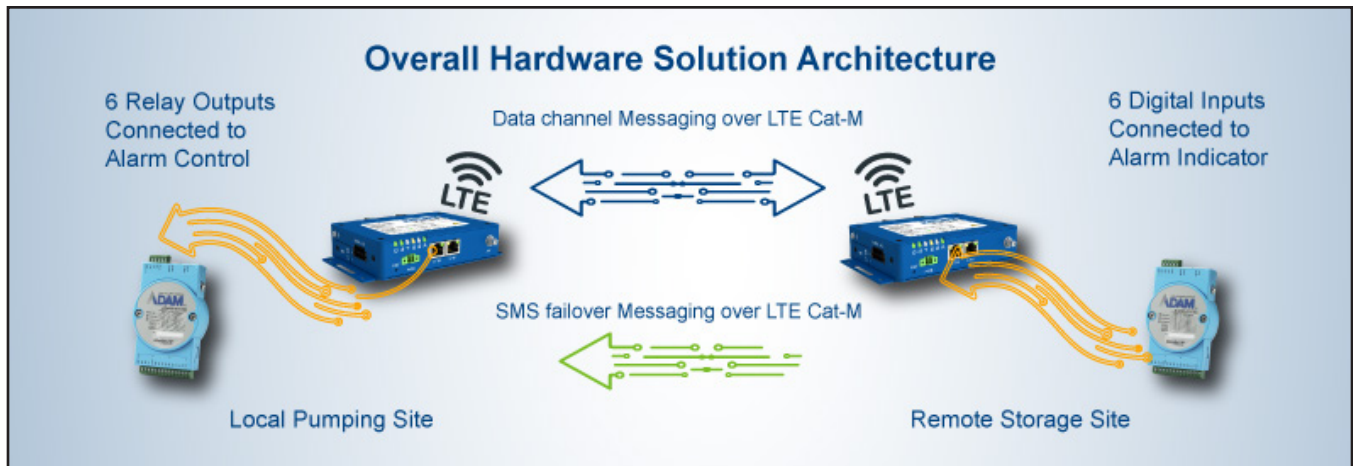 Overall Hardware Solution Architecture
6 Relay Outputs
Connected to
Alarm Control
Data channel Messaging over LTE Cat-M
6 Digital Inputs
Connected to
Alarm Indicator
LTE
LTE
ADAM
SMS failover Messaging over LTE Cat-M
ADAM
Local Pumping Site
Remote Storage Site